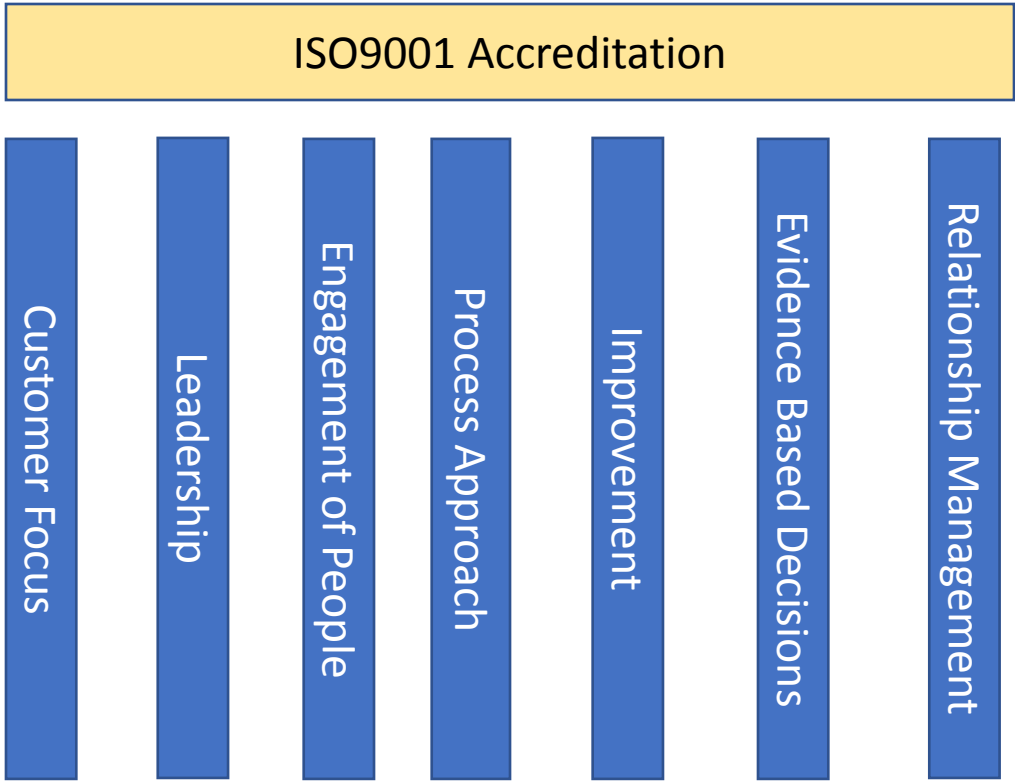 ISO9001 Accreditation
Customer Focus
Leadership
Engagement of People
Process Approach
Improvement
Evidence Based Decisions
Relationship Management